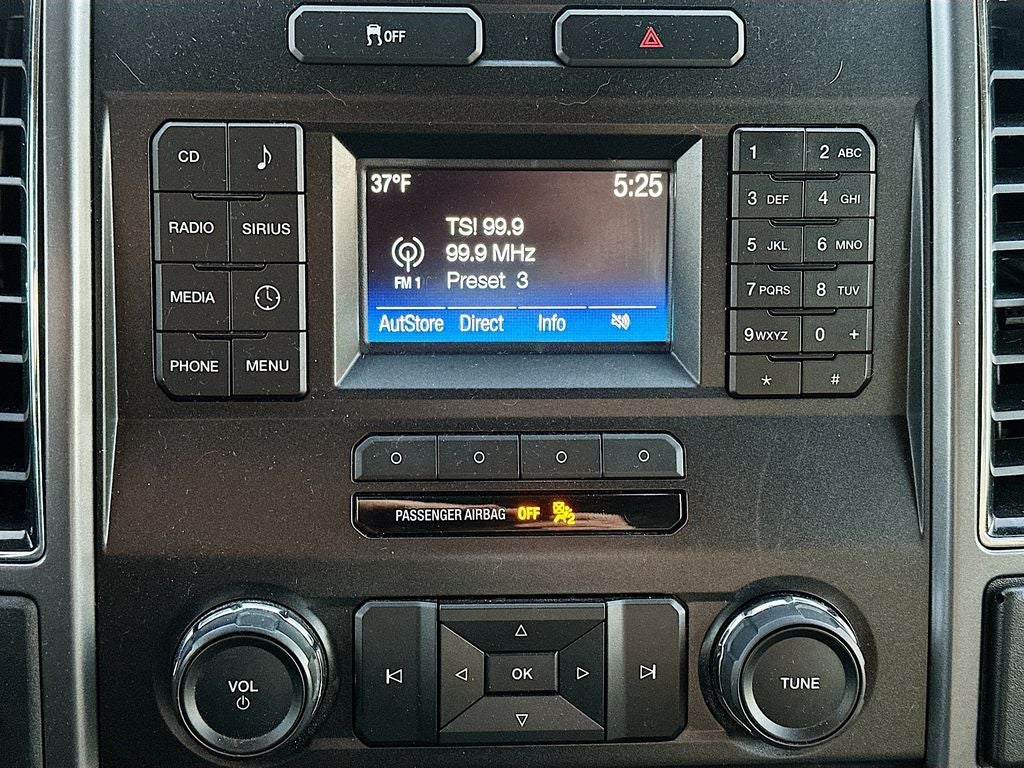 OFF
CD
RADIO SIRIUS
MEDIA
PHONE MENU
37°F 5:25
TSI 99.9
99.9 MHz
FM 1 Preset 3
AutStore Direct Info
1 2 ABC
3 DEF 4 GHI
5 JKL 6 MNO
7 PQRS 8 TUV
9 WXYZ 0 +
* #
PASSENGER AIRBAG OFF 2
VOL
OK
TUNE